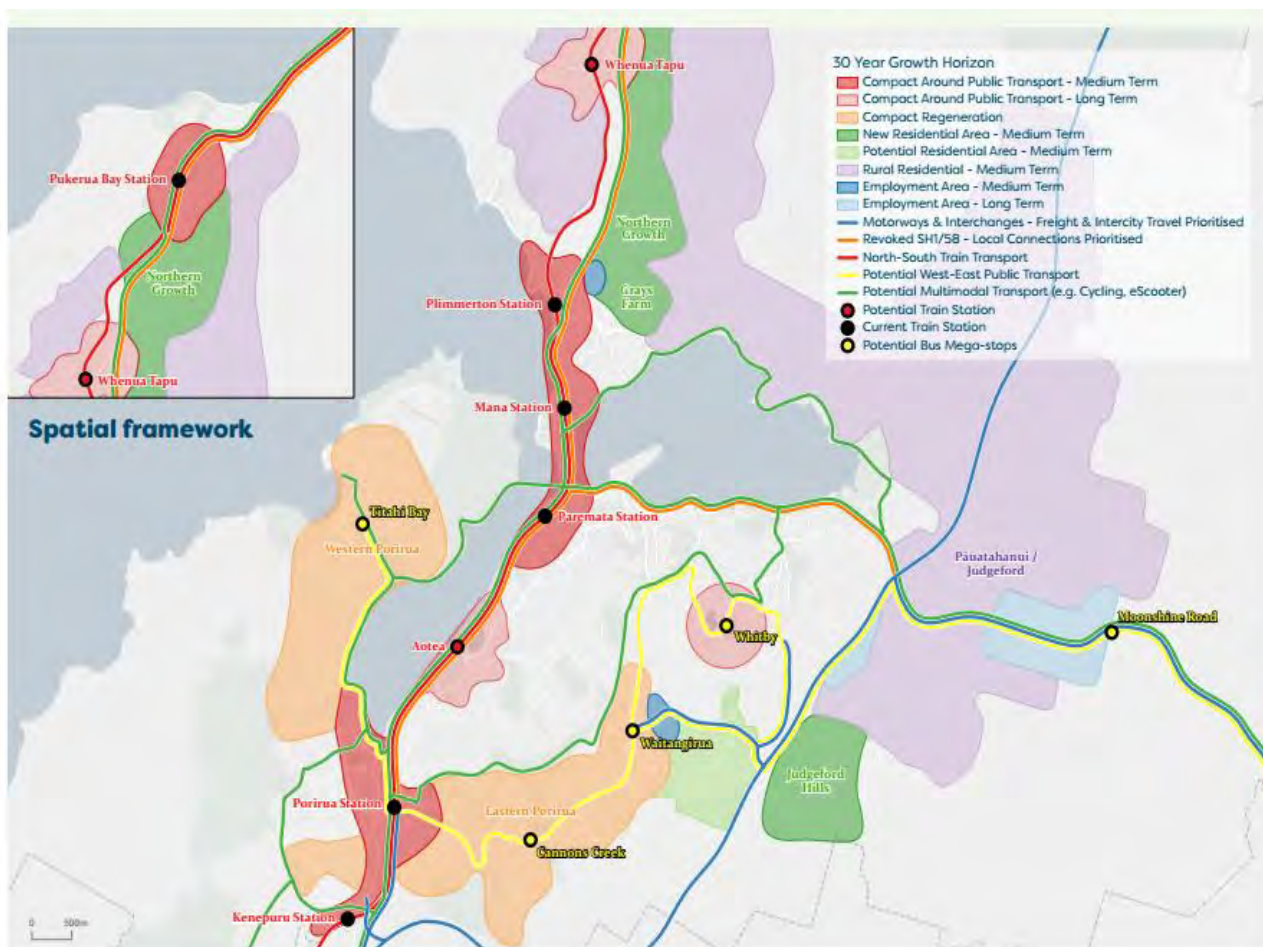 Pukerua Bay Station
Northern
Growth
Whenua Tapu
Spatial framework
Whenua Tapu
30 Year Growth Horizon
Compact Around Public Transport - Medium Term
Compact Around Public Transport - Long Term
Compact Regeneration
New Residential Area - Medium Term
Potential Residential Area - Medium Term
Rural Residential - Medium Term
Employment Area - Medium Term
Employment Area - Long Term
Motorways & Interchanges - Freight & Intercity Travel Prioritised
Revoked SH1/58 - Local Connections Prioritised
North-South Train Transport
Potential West-East Public Transport
Potential Multimodal Transport (e.g. Cycling, eScooter)
Potential Train Station
Current Train Station
Potential Bus Mega-stops
Northern
Growth
Grays
Farm
Plimmerton Station
Mana Station
Paremata Station
Titahi Bay
Western Porirua
Pauatahanui /
Judgeford
Moonshine Road
Whitby
Aotea
Waitangirua
Judgeford
Hills
Porirua Station
Eastern Porirua
Cannons Creek
Kenepuru Station
0 500m